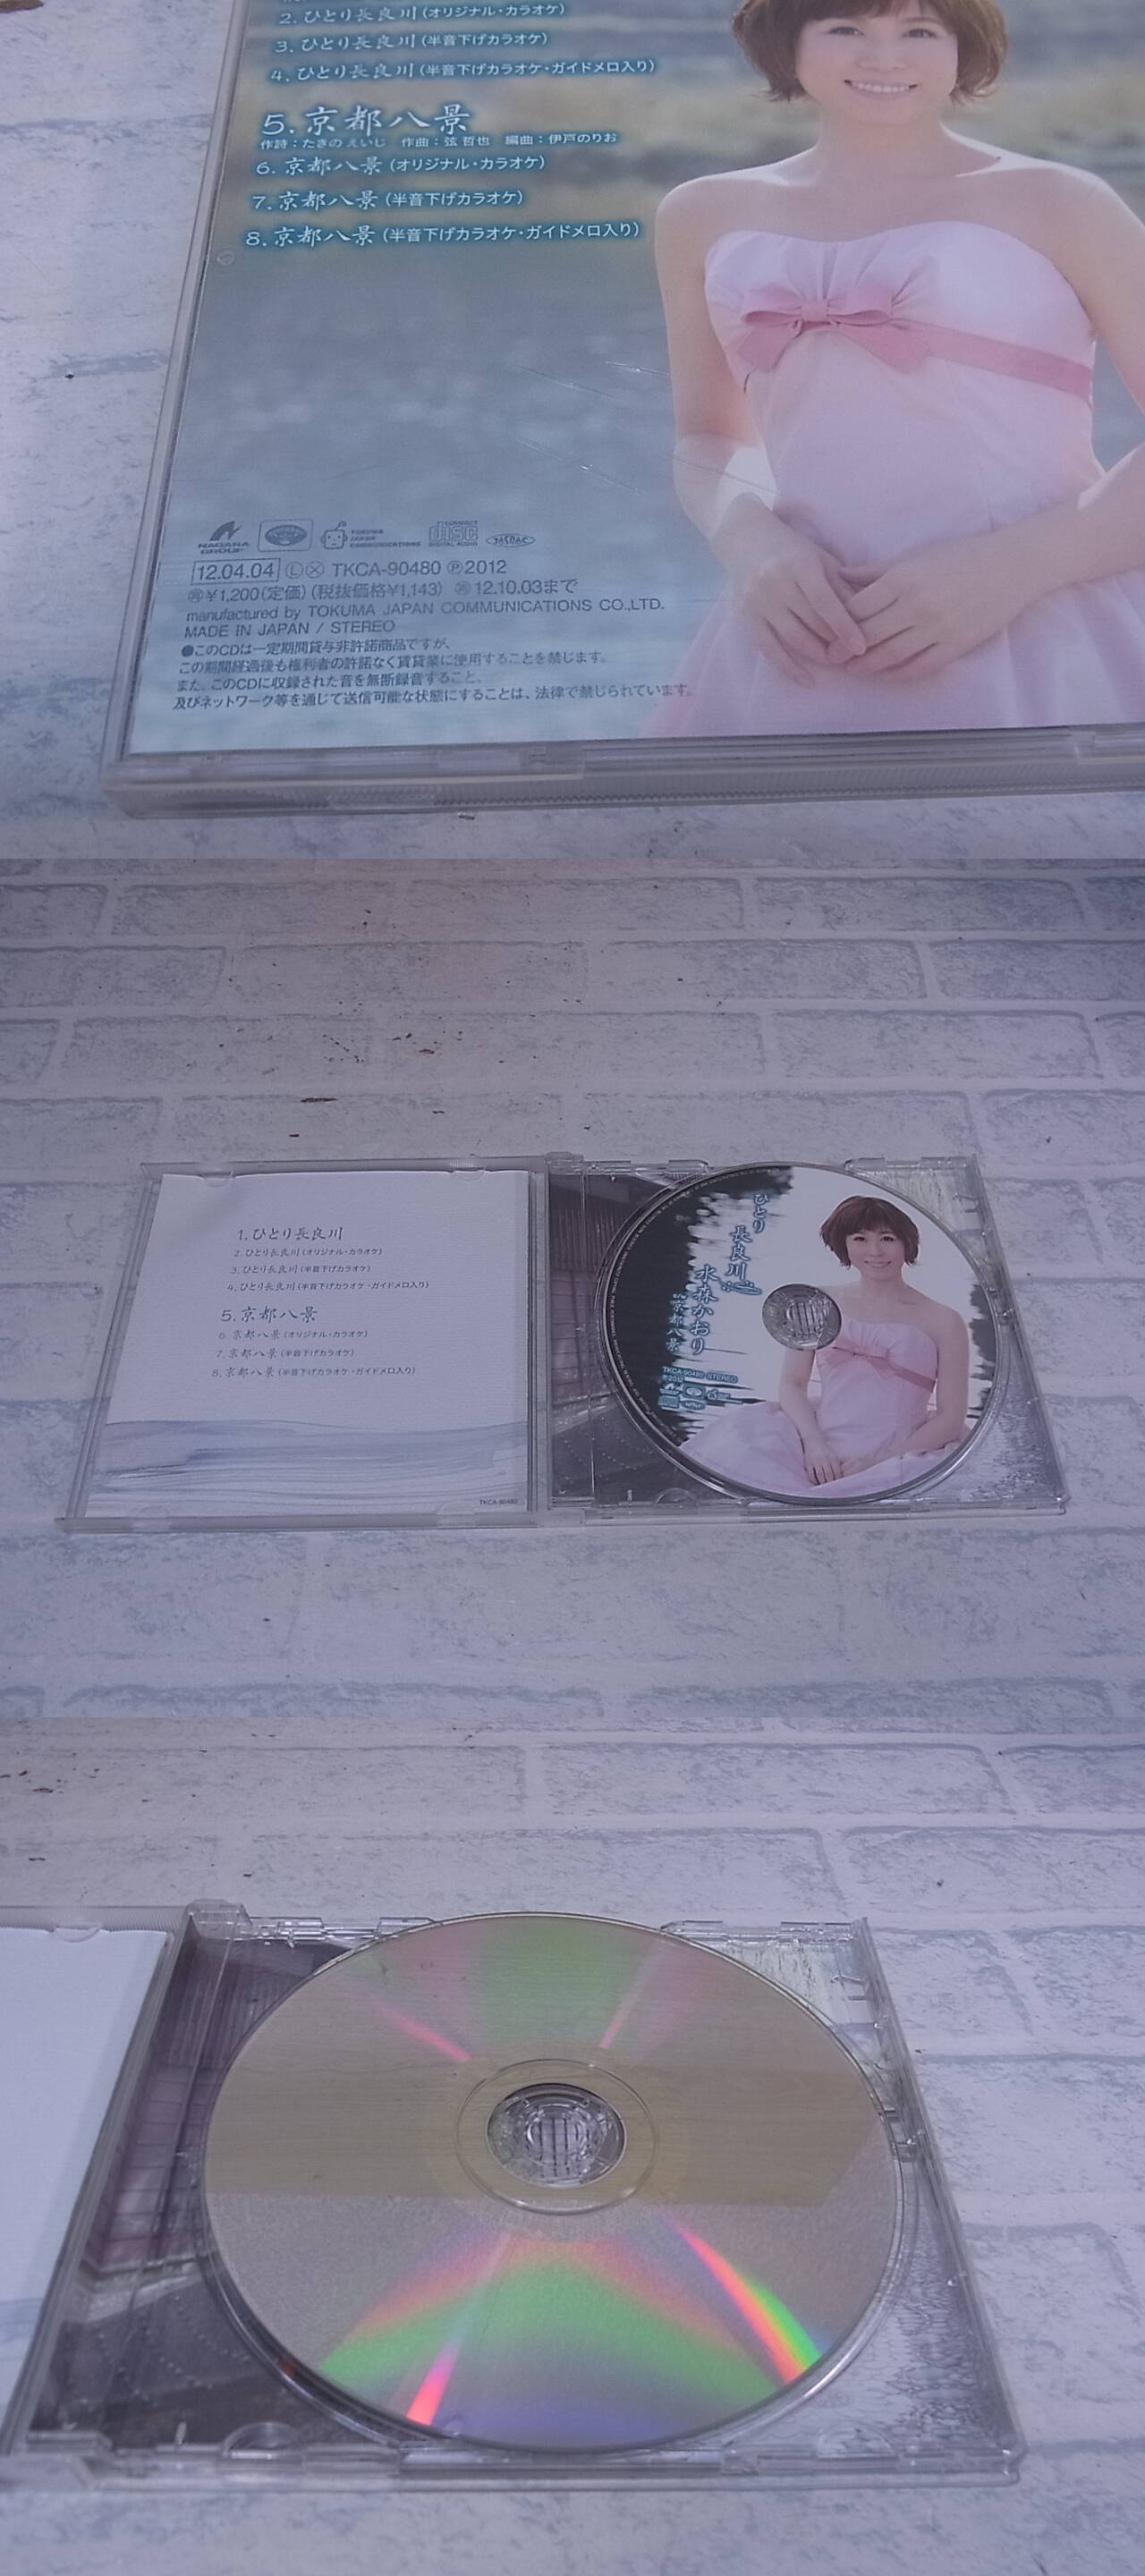 2. ひとり長良川(オリジナル・カラオケ)
3. ひとり長良川(半音下げカラオケ)
4. ひとり長良川(半音下げカラオケ・ガイドメロ入り)
5. 京都八景
作詩:たきの えいじ 作曲:弦 哲也 編曲:伊戸のりお
6. 京都八景(オリジナル・カラオケ)
7. 京都八景(半音下げカラオケ)
8. 京都八景(半音下げカラオケ・ガイドメロ入り)
NAGARA GROUP TOKUMA JAPAN COMMUNICATIONS COMPACT disc DIGITAL AUDIO JASRAC
12.04.04 Ⓛ Ⓧ TKCA-90480 Ⓟ2012
¥1,200(定価)(税抜価格¥1,143) 12.10.03まで
manufactured by TOKUMA JAPAN COMMUNICATIONS CO.,LTD.
MADE IN JAPAN / STEREO
●このCDは一定期間貸与非許諾商品ですが、
この期間経過後も権利者の許諾なく賃貸業に使用することを禁じます。
また、このCDに収録された音を無断録音すること、
及びネットワーク等を通じて送信可能な状態にすることは、法律で禁じられています。
1. ひとり長良川
2. ひとり長良川(オリジナル・カラオケ)
3. ひとり長良川(半音下げカラオケ)
4. ひとり長良川(半音下げカラオケ・ガイドメロ入り)
5. 京都八景
6. 京都八景(オリジナル・カラオケ)
7. 京都八景(半音下げカラオケ)
8. 京都八景(半音下げカラオケ・ガイドメロ入り)
TKCA-90480
ひとり
長良川
水森かおり
京都八景
TKCA-90480 STEREO
Ⓟ2012